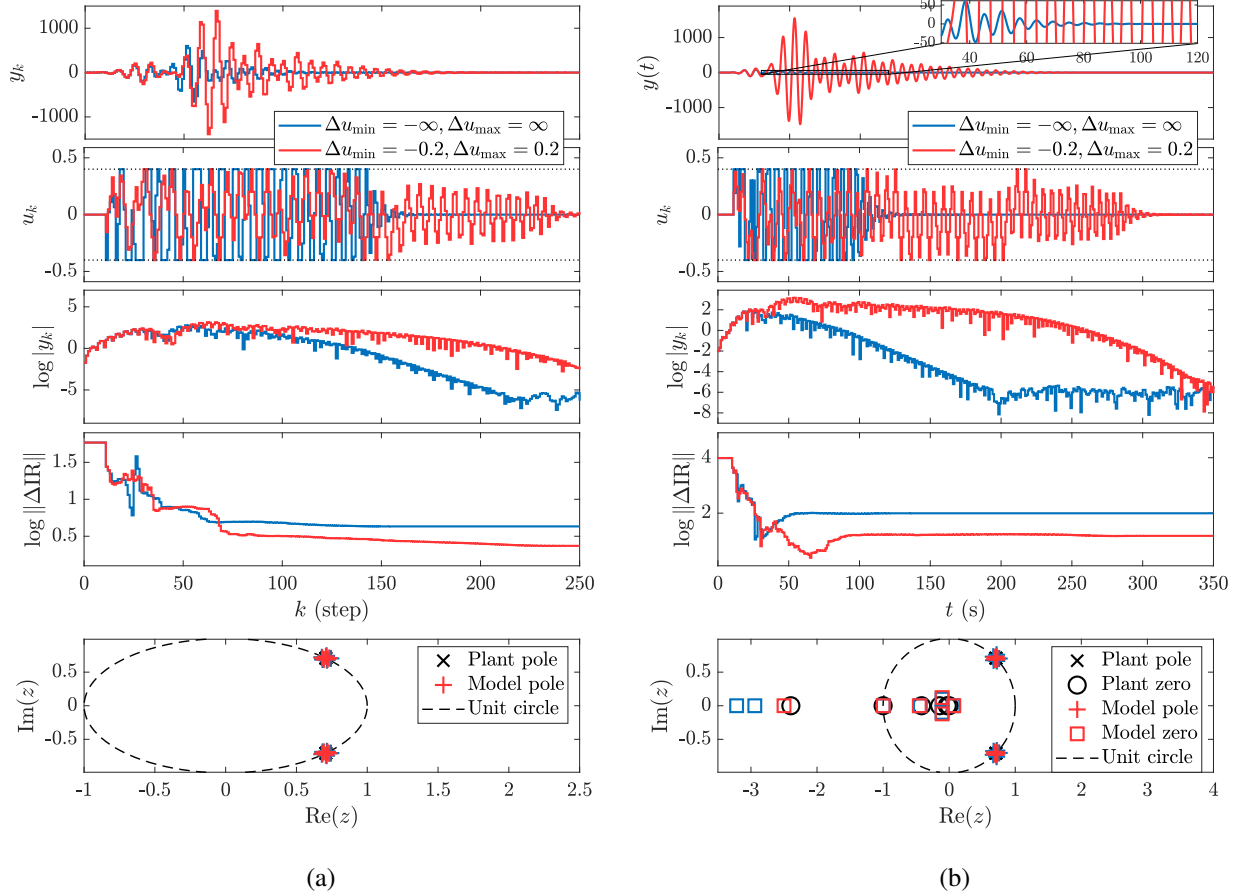 1000
0
-1000
y_k
Δu_min = −∞, Δu_max = ∞
Δu_min = −0.2, Δu_max = 0.2
0.5
0
-0.5
u_k
5
0
-5
log |y_k|
1.5
1
0.5
log ||ΔIR||
0 50 100 150 200 250
k (step)
0.5
0
-0.5
Im(z)
Plant pole
Model pole
Unit circle
-1 -0.5 0 0.5 1 1.5 2 2.5
Re(z)
(a)
50
0
-50
40 60 80 100 120
1000
0
-1000
y(t)
Δu_min = −∞, Δu_max = ∞
Δu_min = −0.2, Δu_max = 0.2
0.5
0
-0.5
u_k
2
0
-2
-4
-6
-8
log |y_k|
4
2
log ||ΔIR||
0 50 100 150 200 250 300 350
t (s)
0.5
0
-0.5
Im(z)
Plant pole
Plant zero
Model pole
Model zero
Unit circle
-3 -2 -1 0 1 2 3 4
Re(z)
(b)